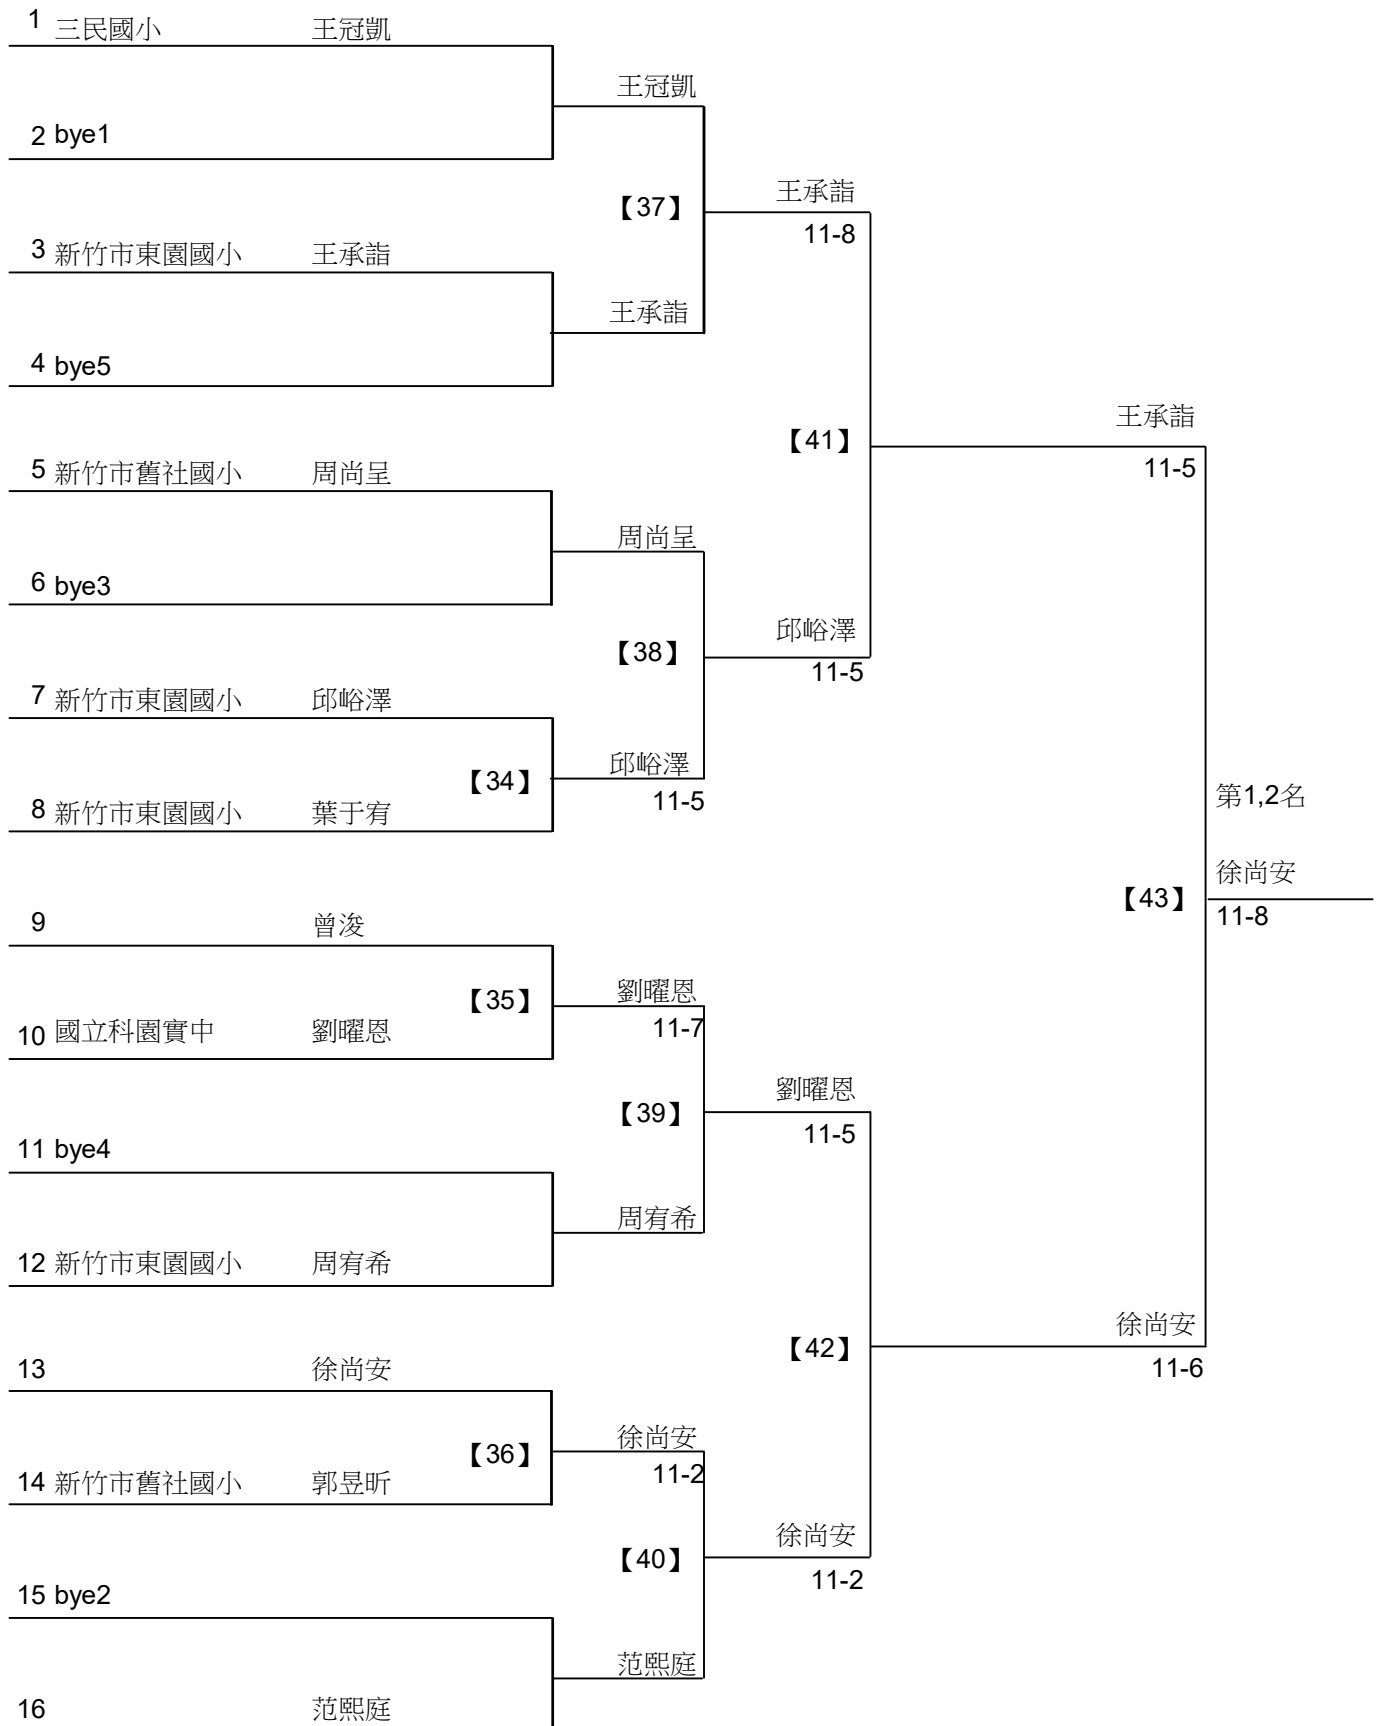 1 三民國小 王冠凱
王冠凱
2 bye1
【37】
王承詣
11-8
3 新竹市東園國小 王承詣
王承詣
4 bye5
【41】
王承詣
11-5
5 新竹市舊社國小 周尚呈
周尚呈
6 bye3
【38】
邱峪澤
11-5
7 新竹市東園國小 邱峪澤
【34】
邱峪澤
11-5
8 新竹市東園國小 葉于宥
第1,2名
【43】
徐尚安
11-8
9 曾浚
【35】
劉曜恩
11-7
10 國立科園實中 劉曜恩
【39】
劉曜恩
11-5
11 bye4
周宥希
12 新竹市東園國小 周宥希
【42】
徐尚安
11-6
13 徐尚安
【36】
徐尚安
11-2
14 新竹市舊社國小 郭昱昕
【40】
徐尚安
11-2
15 bye2
范熙庭
16 范熙庭